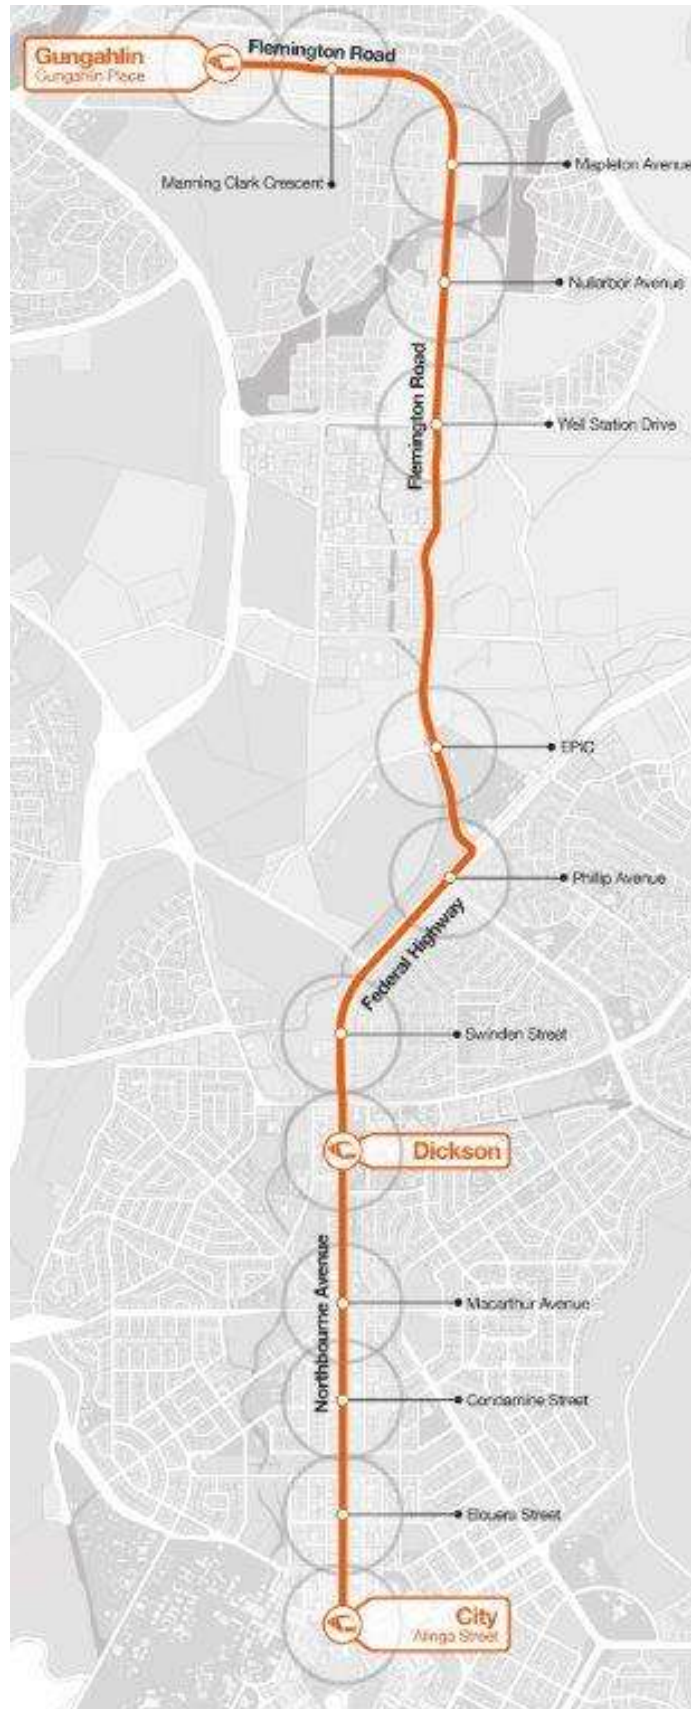 Flemington Road
Gungahlin
Gungahlin Place
Mapleton Avenue
Manning Clark Crescent
Nullarbor Avenue
Flemington Road
Well Station Drive
EPIC
Phillip Avenue
Federal Highway
Swinden Street
Dickson
Northbourne Avenue
Macarthur Avenue
Condamine Street
Elouera Street
City
Alinga Street